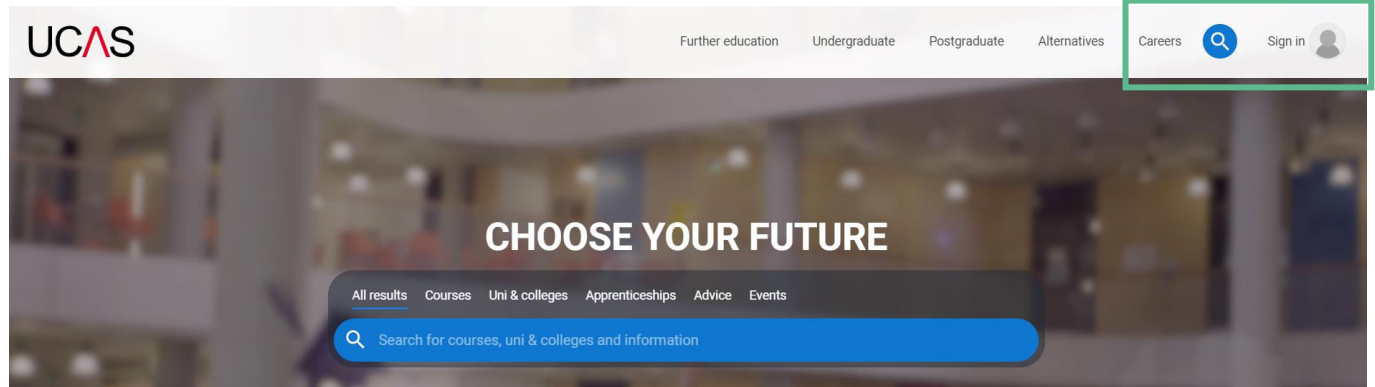 UCAS
Further education Undergraduate Postgraduate Alternatives Careers Sign in
CHOOSE YOUR FUTURE
All results Courses Uni & colleges Apprenticeships Advice Events
Search for courses, uni & colleges and information